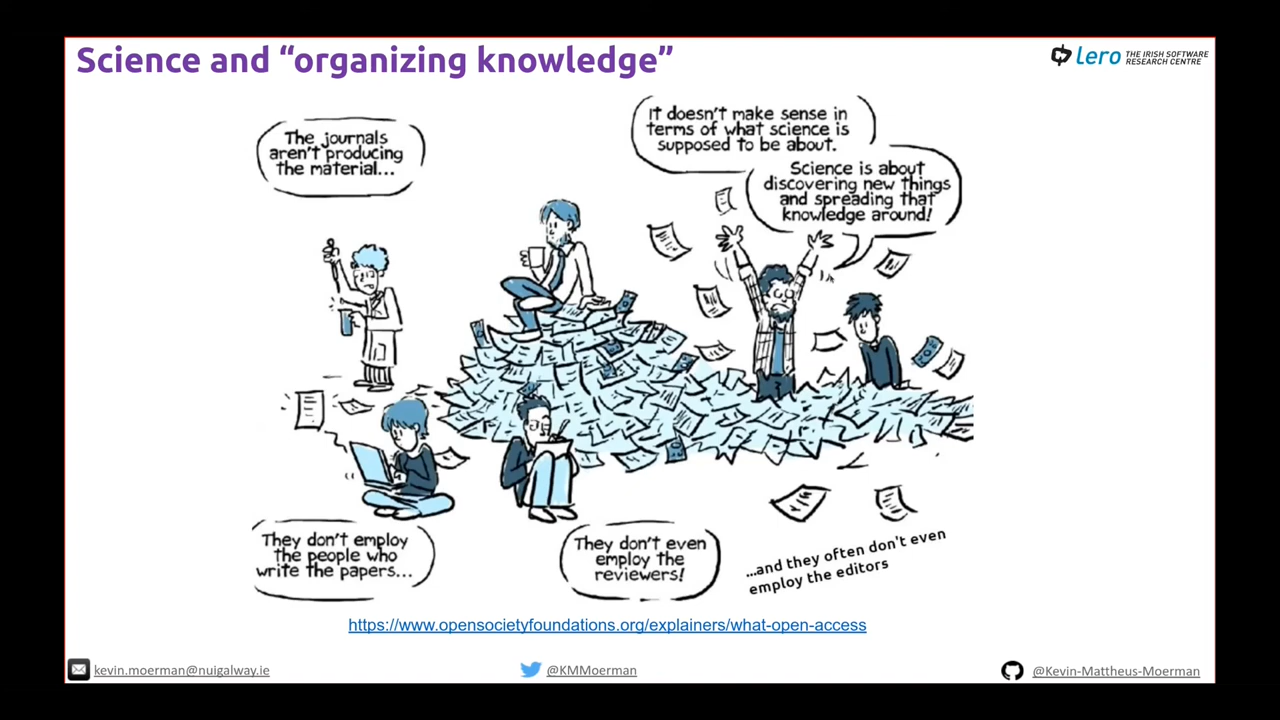 Science and “organizing knowledge”
lero THE IRISH SOFTWARE
RESEARCH CENTRE
The journals
aren't producing
the material...
It doesn't make sense in
terms of what science is
supposed to be about.
Science is about
discovering new things
and spreading that
knowledge around!
They don't employ
the people who
write the papers...
They don't even
employ the
reviewers!
...and they often don't even
employ the editors
https://www.opensocietyfoundations.org/explainers/what-open-access
kevin.moerman@nuigalway.ie
@KMMoerman
@Kevin-Mattheus-Moerman